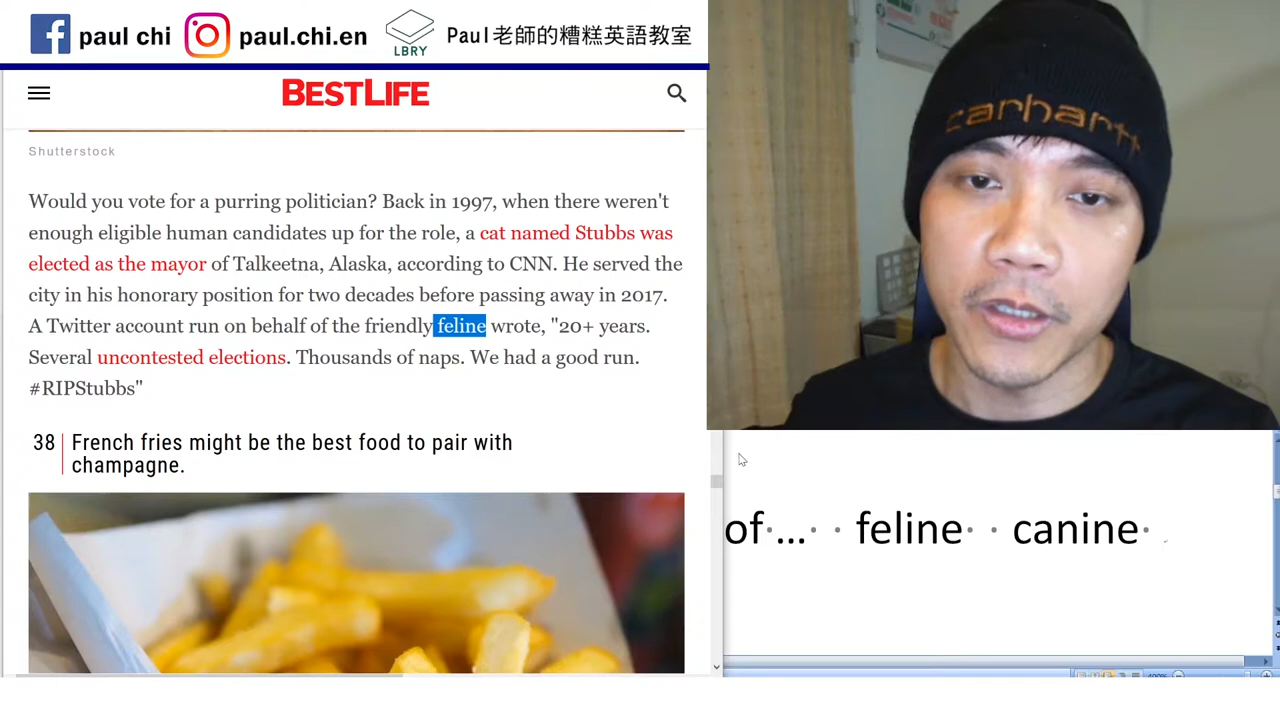 paul chi
paul.chi.en
LBRY
Paul老師的糟糕英語教室
BESTLIFE
Shutterstock
Would you vote for a purring politician? Back in 1997, when there weren't
enough eligible human candidates up for the role, a cat named Stubbs was
elected as the mayor of Talkeetna, Alaska, according to CNN. He served the
city in his honorary position for two decades before passing away in 2017.
A Twitter account run on behalf of the friendly feline wrote, "20+ years.
Several uncontested elections. Thousands of naps. We had a good run.
#RIPStubbs"
38 French fries might be the best food to pair with
champagne.
carhartt
of ... feline canine